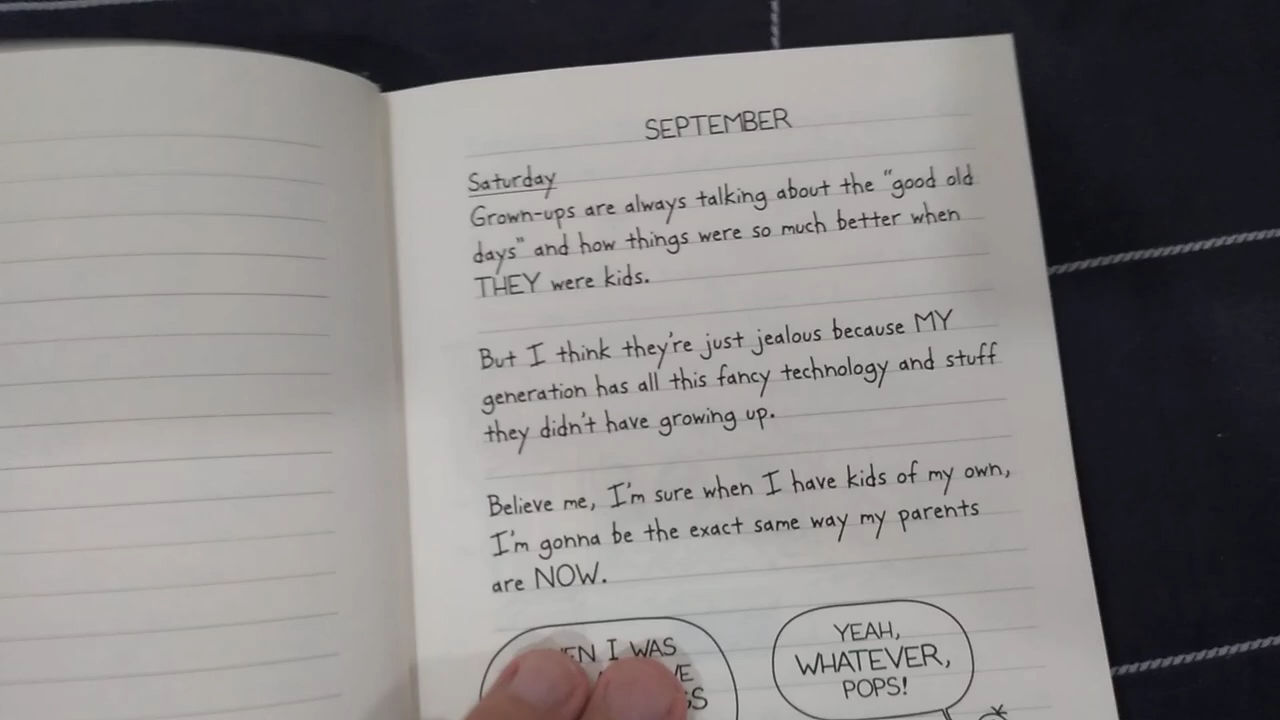 SEPTEMBER
Saturday
Grown-ups are always talking about the "good old
days" and how things were so much better when
THEY were kids.
But I think they're just jealous because MY
generation has all this fancy technology and stuff
they didn't have growing up.
Believe me, I'm sure when I have kids of my own,
I'm gonna be the exact same way my parents
are NOW.
I WAS
YEAH,
WHATEVER,
POPS!